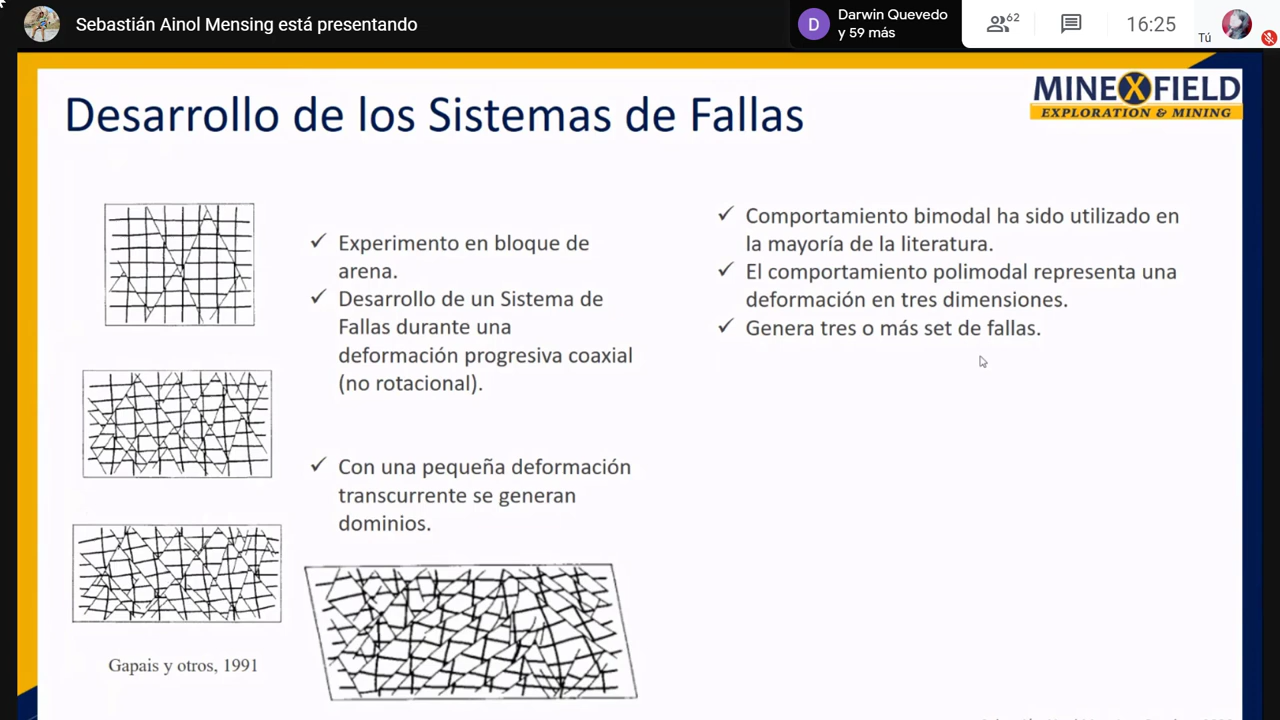 Sebastián Ainol Mensing está presentando
D
Darwin Quevedo
y 59 más
62
16:25
Tú
Desarrollo de los Sistemas de Fallas
MINEXFIELD
EXPLORATION & MINING
✓ Experimento en bloque de
arena.
✓ Desarrollo de un Sistema de
Fallas durante una
deformación progresiva coaxial
(no rotacional).
✓ Con una pequeña deformación
transcurrente se generan
dominios.
Gapais y otros, 1991
✓ Comportamiento bimodal ha sido utilizado en
la mayoría de la literatura.
✓ El comportamiento polimodal representa una
deformación en tres dimensiones.
✓ Genera tres o más set de fallas.